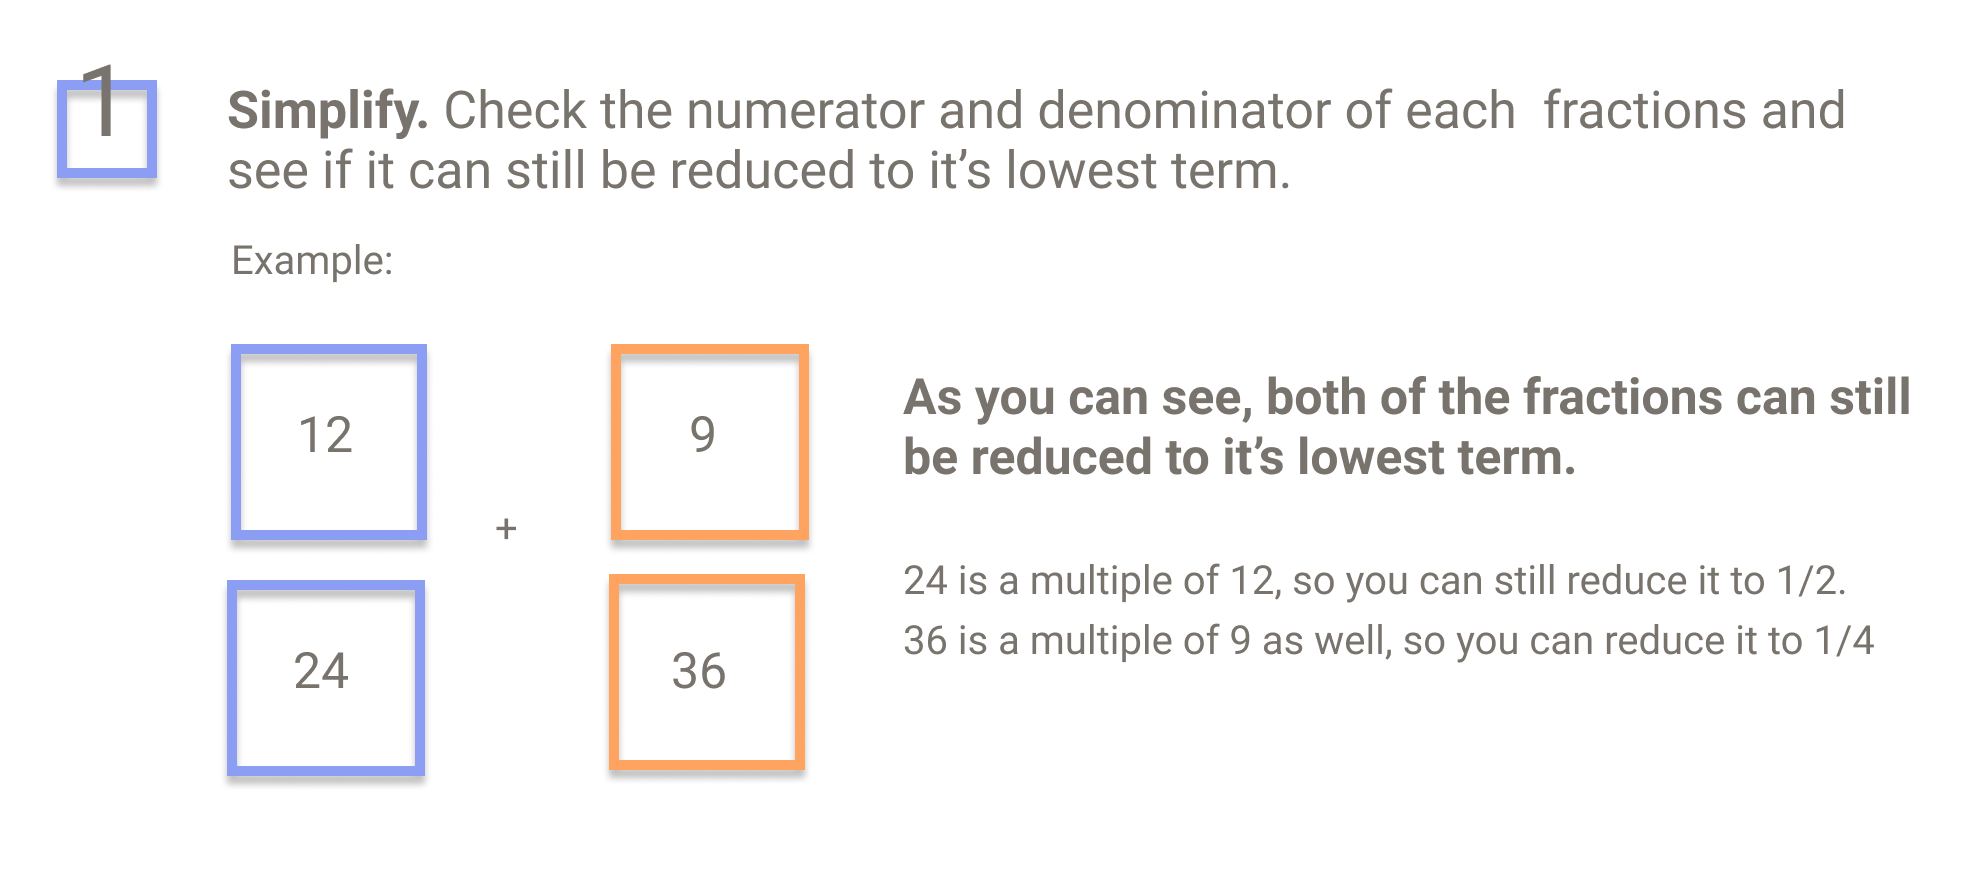 1
Simplify. Check the numerator and denominator of each  fractions and
see if it can still be reduced to it’s lowest term.
Example:
12
+
9
24
36
As you can see, both of the fractions can still
be reduced to it’s lowest term.
24 is a multiple of 12, so you can still reduce it to 1/2.
36 is a multiple of 9 as well, so you can reduce it to 1/4